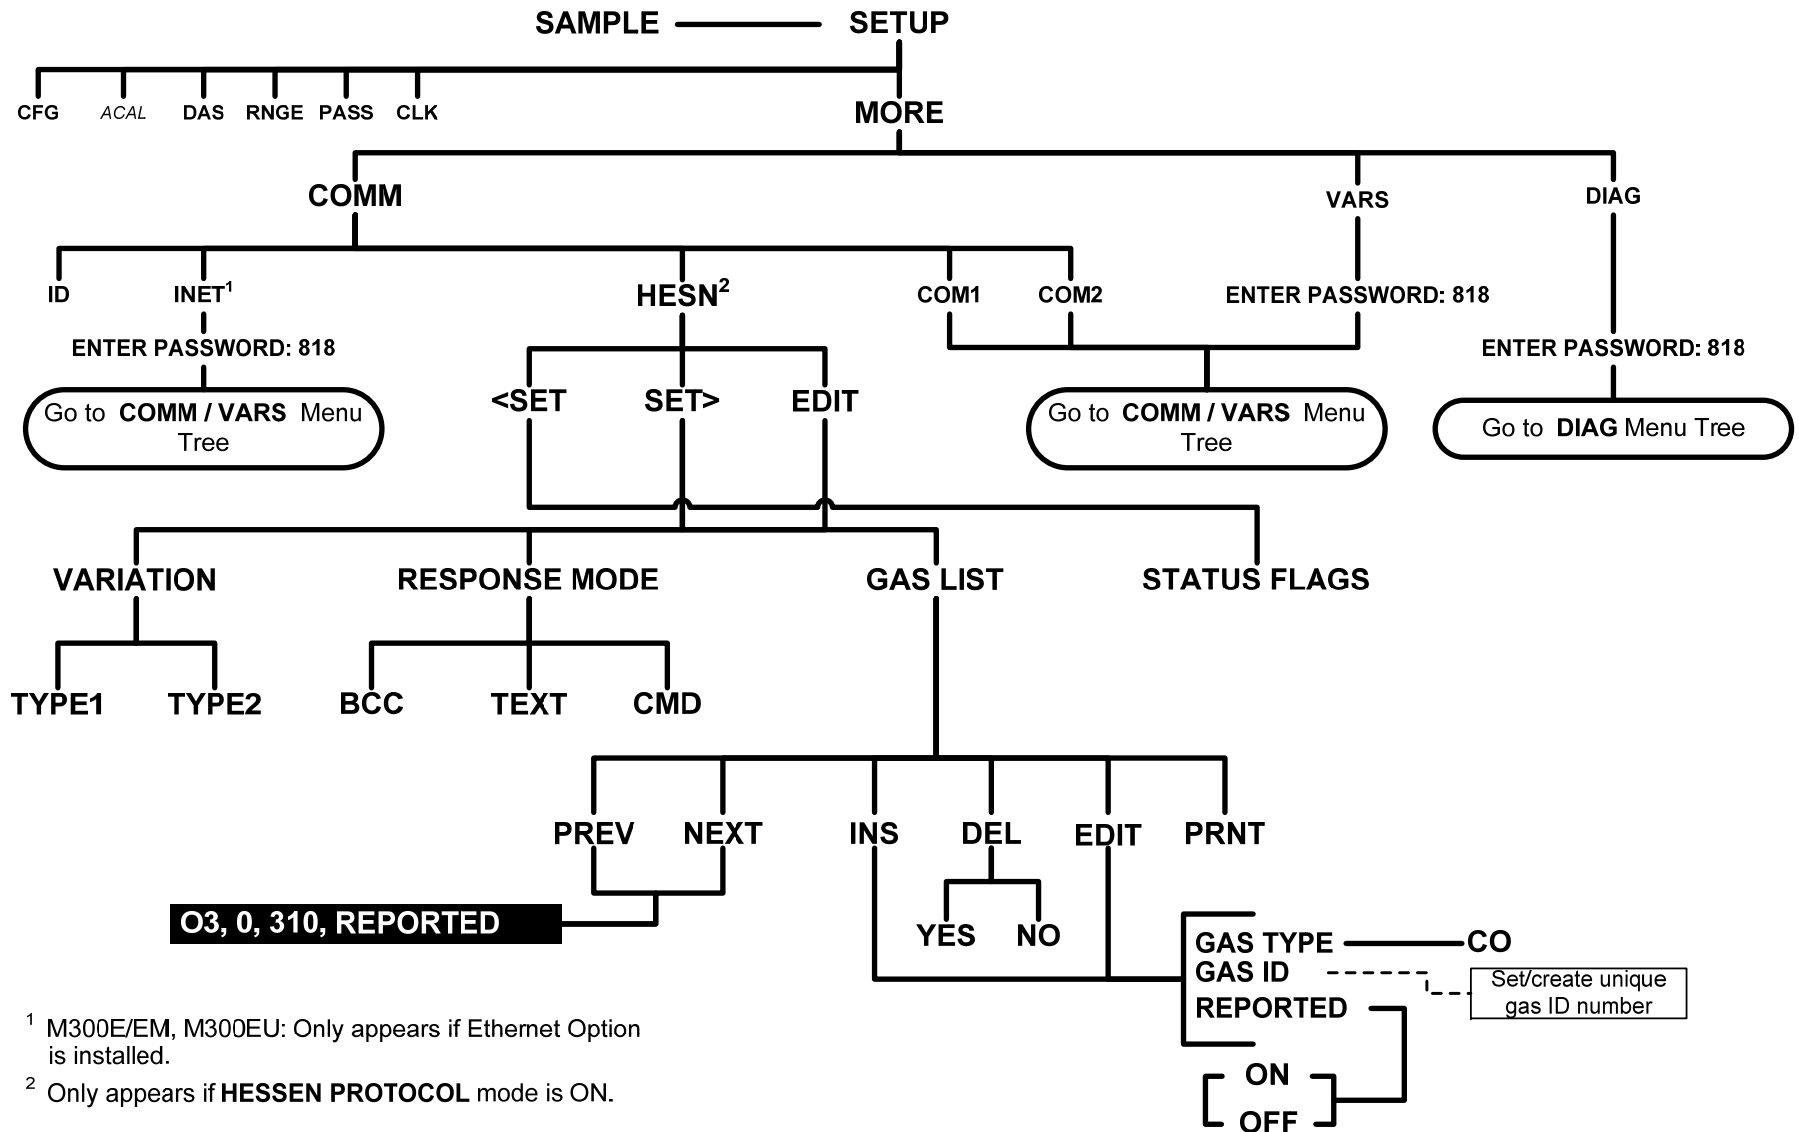 SAMPLE SETUP
CFG ACAL DAS RNGE PASS CLK
MORE
COMM
VARS
DIAG
ID
INET1
HESN2
COM1
COM2
ENTER PASSWORD: 818
ENTER PASSWORD: 818
ENTER PASSWORD: 818
Go to COMM / VARS Menu
Tree
<SET
SET>
EDIT
Go to COMM / VARS Menu
Tree
Go to DIAG Menu Tree
VARIATION
RESPONSE MODE
GAS LIST
STATUS FLAGS
TYPE1
TYPE2
BCC
TEXT
CMD
PREV
NEXT
INS
DEL
EDIT
PRNT
O3, 0, 310, REPORTED
YES
NO
GAS TYPE
CO
GAS ID
Set/create unique
gas ID number
REPORTED
ON
OFF
1 M300E/EM, M300EU: Only appears if Ethernet Option
is installed.
2 Only appears if HESSEN PROTOCOL mode is ON.